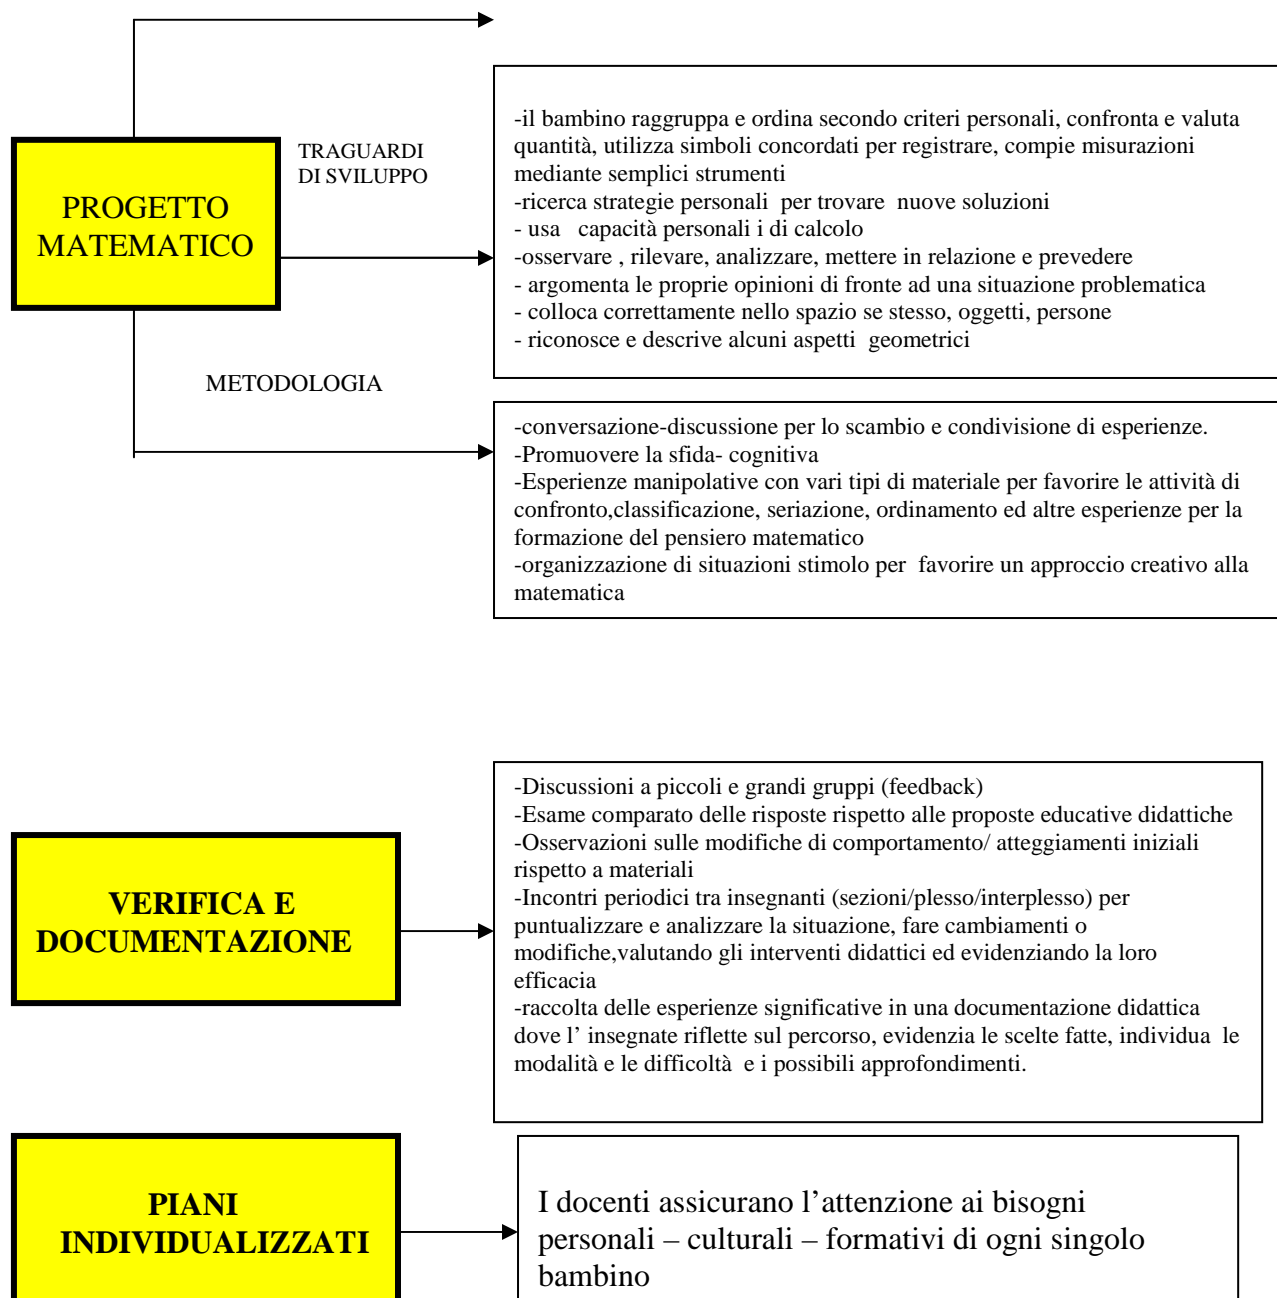 PROGETTO
MATEMATICO
TRAGUARDI
DI SVILUPPO
-il bambino raggruppa e ordina secondo criteri personali, confronta e valuta
quantità, utilizza simboli concordati per registrare, compie misurazioni
mediante semplici strumenti
-ricerca strategie personali  per trovare  nuove soluzioni
- usa   capacità personali i di calcolo
-osservare , rilevare, analizzare, mettere in relazione e prevedere
- argomenta le proprie opinioni di fronte ad una situazione problematica
- colloca correttamente nello spazio se stesso, oggetti, persone
- riconosce e descrive alcuni aspetti  geometrici
METODOLOGIA
-conversazione-discussione per lo scambio e condivisione di esperienze.
-Promuovere la sfida- cognitiva
-Esperienze manipolative con vari tipi di materiale per favorire le attività di
confronto,classificazione, seriazione, ordinamento ed altre esperienze per la
formazione del pensiero matematico
-organizzazione di situazioni stimolo per  favorire un approccio creativo alla
matematica
VERIFICA E
DOCUMENTAZIONE
-Discussioni a piccoli e grandi gruppi (feedback)
-Esame comparato delle risposte rispetto alle proposte educative didattiche
-Osservazioni sulle modifiche di comportamento/ atteggiamenti iniziali
rispetto a materiali
-Incontri periodici tra insegnanti (sezioni/plesso/interplesso) per
puntualizzare e analizzare la situazione, fare cambiamenti o
modifiche,valutando gli interventi didattici ed evidenziando la loro
efficacia
-raccolta delle esperienze significative in una documentazione didattica
dove l’ insegnate riflette sul percorso, evidenzia le scelte fatte, individua  le
modalità e le difficoltà  e i possibili approfondimenti.
PIANI
INDIVIDUALIZZATI
I docenti assicurano l’attenzione ai bisogni
personali – culturali – formativi di ogni singolo
bambino